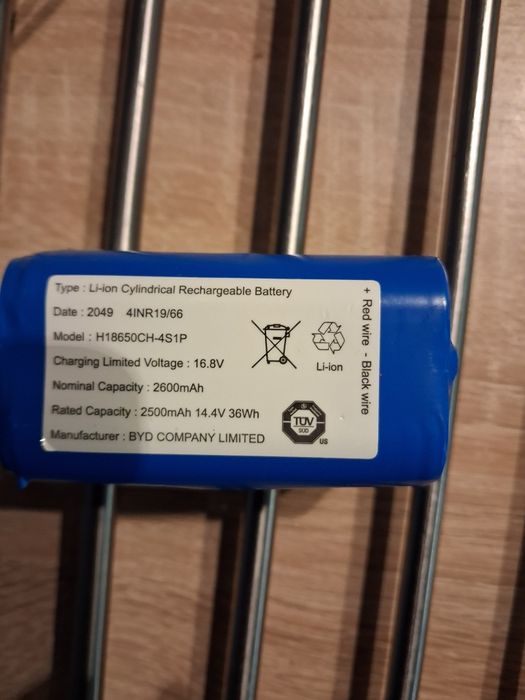 Type : Li-ion Cylindrical Rechargeable Battery
Date : 2049 4INR19/66
Model : H18650CH-4S1P
Charging Limited Voltage : 16.8V
Nominal Capacity : 2600mAh
Rated Capacity : 2500mAh 14.4V 36Wh
Manufacturer : BYD COMPANY LIMITED
Li-ion
TÜV
SÜD
US
+ Red wire - Black wire